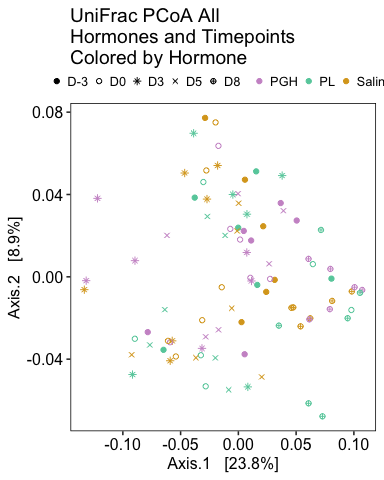 UniFrac PCoA All
Hormones and Timepoints
Colored by Hormone
D-3 D0 D3 D5 D8 PGH PL Salin
0.08
0.04
0.00
-0.04
Axis.2 [8.9%]
-0.10 -0.05 0.00 0.05 0.10
Axis.1 [23.8%]